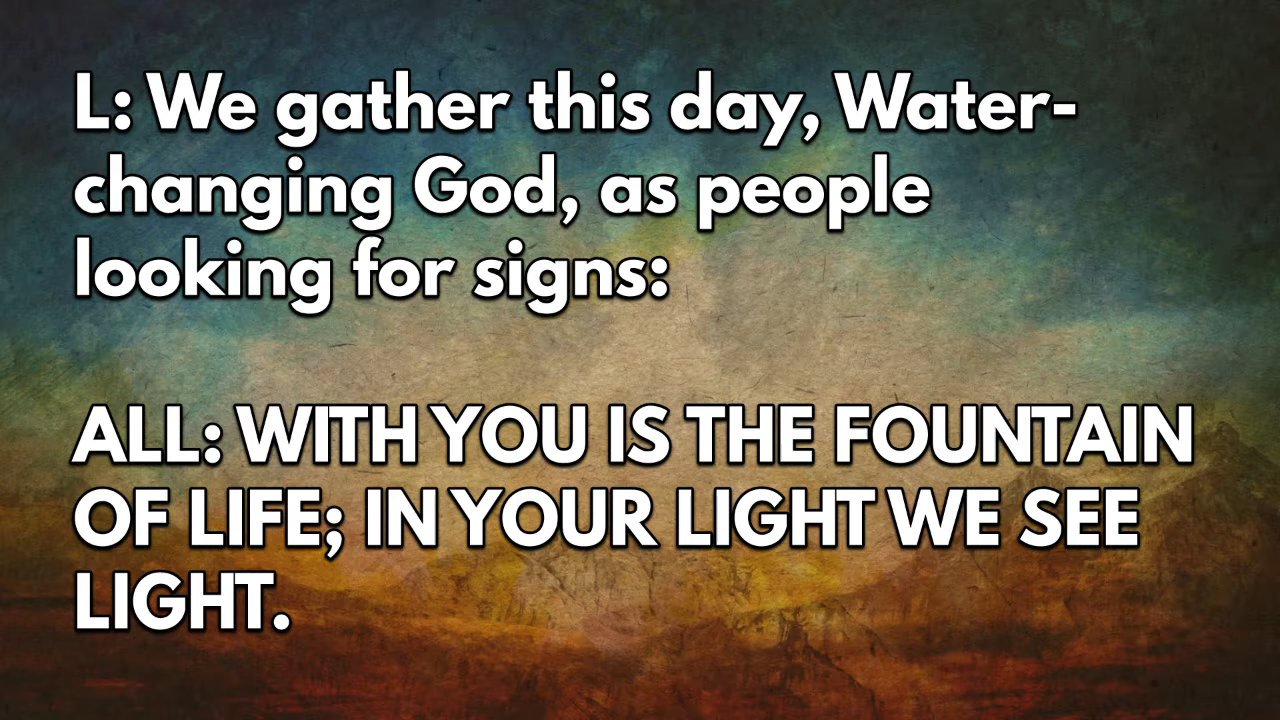 L: We gather this day, Water-
changing God, as people
looking for signs:
ALL: WITH YOU IS THE FOUNTAIN
OF LIFE; IN YOUR LIGHT WE SEE
LIGHT.